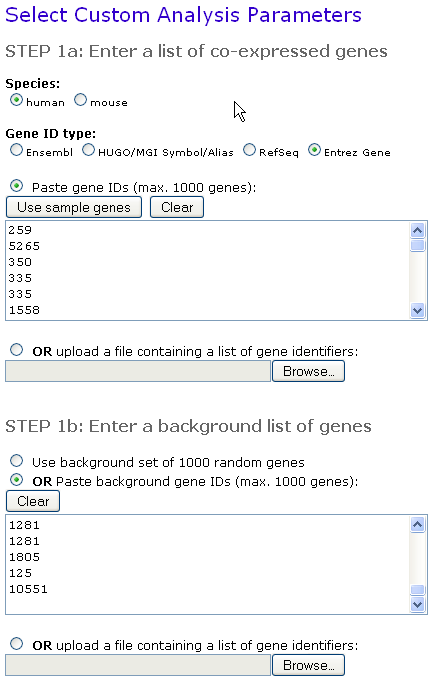 Select Custom Analysis Parameters
STEP 1a: Enter a list of co-expressed genes
Species:
human mouse
Gene ID type:
Ensembl HUGO/MGI Symbol/Alias RefSeq Entrez Gene
Paste gene IDs (max. 1000 genes):
Use sample genes Clear
259
5265
350
335
335
1558
OR upload a file containing a list of gene identifiers:
Browse...
STEP 1b: Enter a background list of genes
Use background set of 1000 random genes
OR Paste background gene IDs (max. 1000 genes):
Clear
1281
1281
1805
125
10551
OR upload a file containing a list of gene identifiers:
Browse...